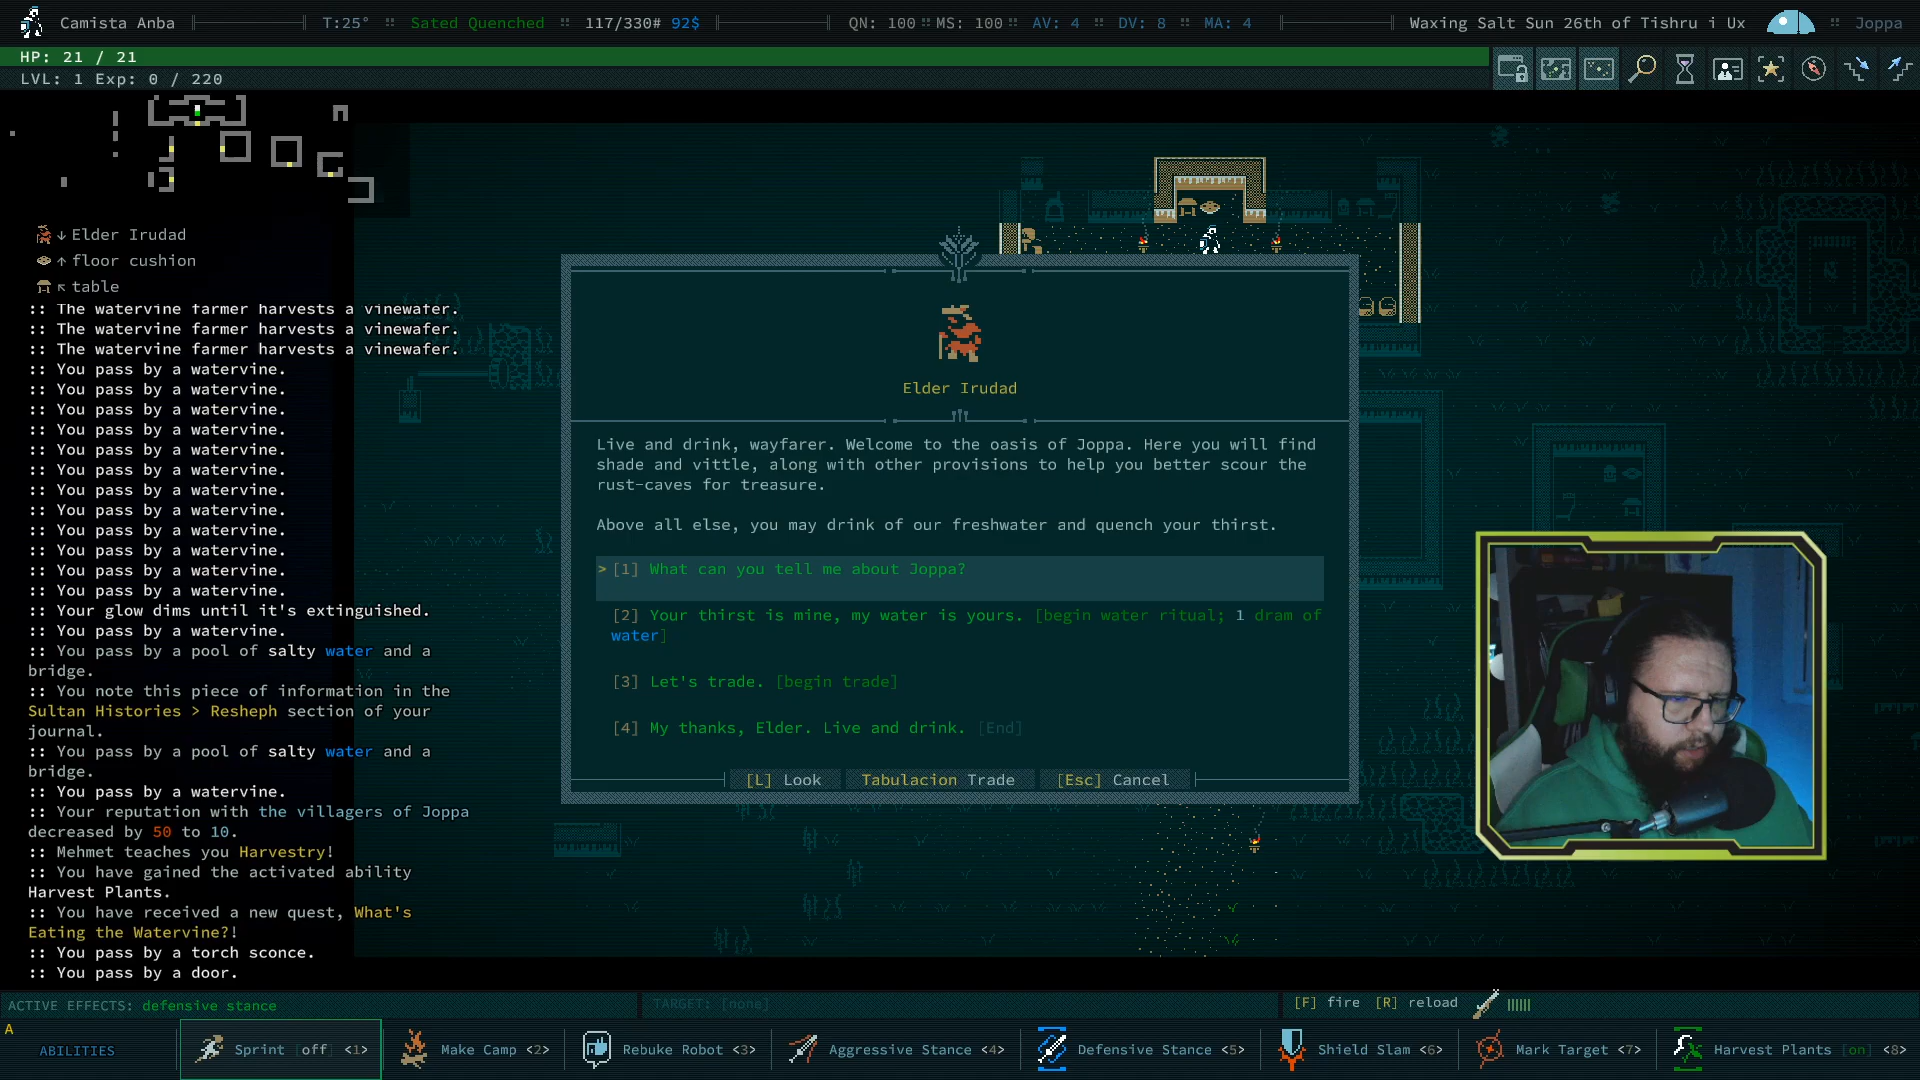 Camista Anba
T:25° :: Sated Quenched :: 117/330# 92$
QN: 100 :: MS: 100 :: AV: 4 :: DV: 8 :: MA: 4
Waxing Salt Sun 26th of Tishru i Ux :: Joppa
HP: 21 / 21
LVL: 1 Exp: 0 / 220
↓ Elder Irudad
↑ floor cushion
↖ table
:: The watervine farmer harvests a vinewafer.
:: The watervine farmer harvests a vinewafer.
:: The watervine farmer harvests a vinewafer.
:: You pass by a watervine.
:: You pass by a watervine.
:: You pass by a watervine.
:: You pass by a watervine.
:: You pass by a watervine.
:: You pass by a watervine.
:: You pass by a watervine.
:: You pass by a watervine.
:: You pass by a watervine.
:: You pass by a watervine.
:: You pass by a watervine.
:: You pass by a watervine.
:: Your glow dims until it's extinguished.
:: You pass by a watervine.
:: You pass by a pool of salty water and a
bridge.
:: You note this piece of information in the
Sultan Histories > Resheph section of your
journal.
:: You pass by a pool of salty water and a
bridge.
:: You pass by a watervine.
:: Your reputation with the villagers of Joppa
decreased by 50 to 10.
:: Mehmet teaches you Harvestry!
:: You have gained the activated ability
Harvest Plants.
:: You have received a new quest, What's
Eating the Watervine?!
:: You pass by a torch sconce.
:: You pass by a door.
Elder Irudad
Live and drink, wayfarer. Welcome to the oasis of Joppa. Here you will find
shade and vittle, along with other provisions to help you better scour the
rust-caves for treasure.
Above all else, you may drink of our freshwater and quench your thirst.
> [1] What can you tell me about Joppa?
[2] Your thirst is mine, my water is yours. [begin water ritual; 1 dram of
water]
[3] Let's trade. [begin trade]
[4] My thanks, Elder. Live and drink. [End]
[L] Look
Tabulacion Trade
[Esc] Cancel
ACTIVE EFFECTS: defensive stance
TARGET: [none]
[F] fire [R] reload
A
ABILITIES
Sprint [off] <1>
Make Camp <2>
Rebuke Robot <3>
Aggressive Stance <4>
Defensive Stance <5>
Shield Slam <6>
Mark Target <7>
Harvest Plants [on] <8>